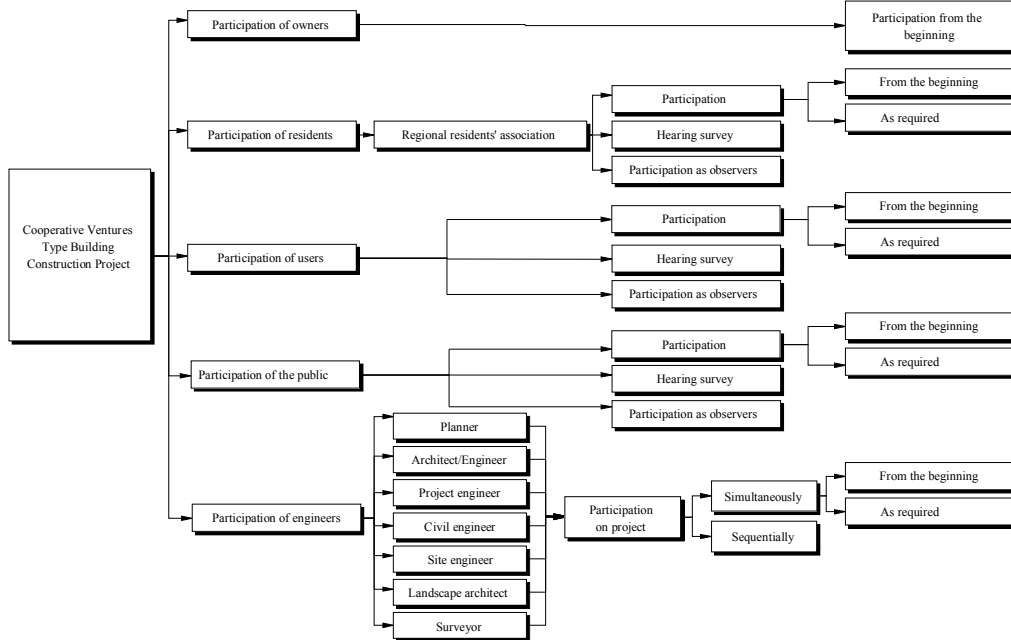 Cooperative Ventures
Type Building
Construction Project
Participation of owners
Participation from the
beginning
Participation of residents
Regional residents' association
Participation
From the beginning
As required
Hearing survey
Participation as observers
Participation of users
Participation
From the beginning
As required
Hearing survey
Participation as observers
Participation of the public
Participation
From the beginning
As required
Hearing survey
Participation as observers
Participation of engineers
Planner
Architect/Engineer
Project engineer
Civil engineer
Site engineer
Landscape architect
Surveyor
Participation
on project
Simultaneously
From the beginning
As required
Sequentially